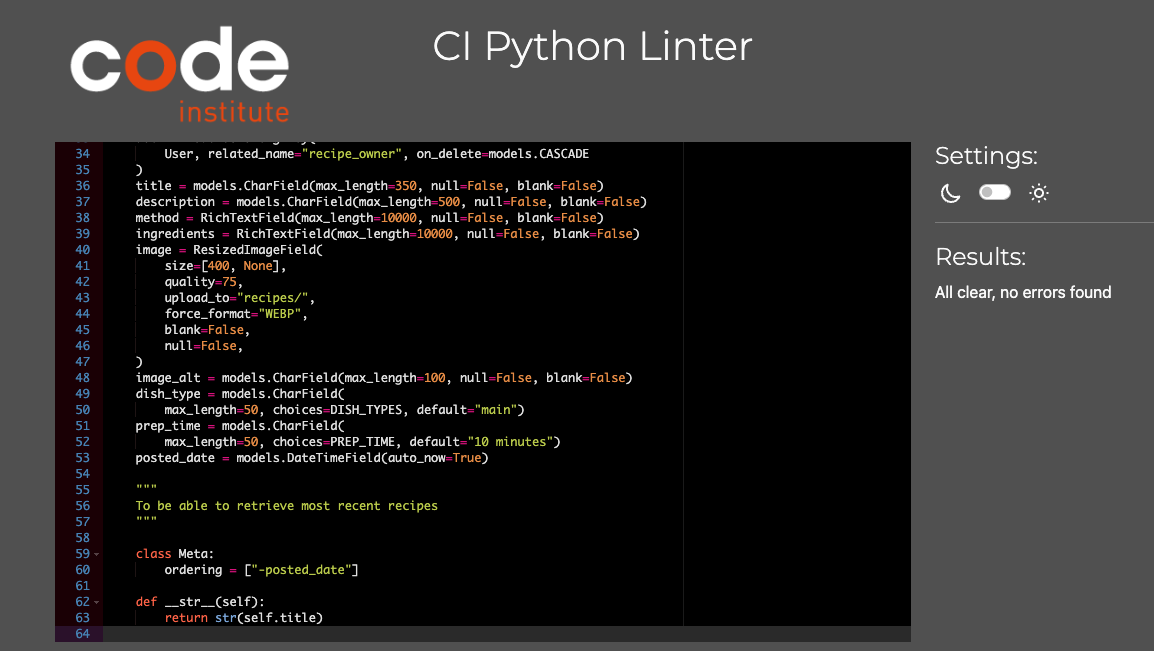 code
institute
CI Python Linter
34 User, related_name="recipe_owner", on_delete=models.CASCADE
35 )
36 title = models.CharField(max_length=350, null=False, blank=False)
37 description = models.CharField(max_length=500, null=False, blank=False)
38 method = RichTextField(max_length=10000, null=False, blank=False)
39 ingredients = RichTextField(max_length=10000, null=False, blank=False)
40 image = ResizedImageField(
41 size=[400, None],
42 quality=75,
43 upload_to="recipes/",
44 force_format="WEBP",
45 blank=False,
46 null=False,
47 )
48 image_alt = models.CharField(max_length=100, null=False, blank=False)
49 dish_type = models.CharField(
50 max_length=50, choices=DISH_TYPES, default="main")
51 prep_time = models.CharField(
52 max_length=50, choices=PREP_TIME, default="10 minutes")
53 posted_date = models.DateTimeField(auto_now=True)
54
55 """
56 To be able to retrieve most recent recipes
57 """
58
59 class Meta:
60 ordering = ["-posted_date"]
61
62 def __str__(self):
63 return str(self.title)
64
Settings:
Results:
All clear, no errors found